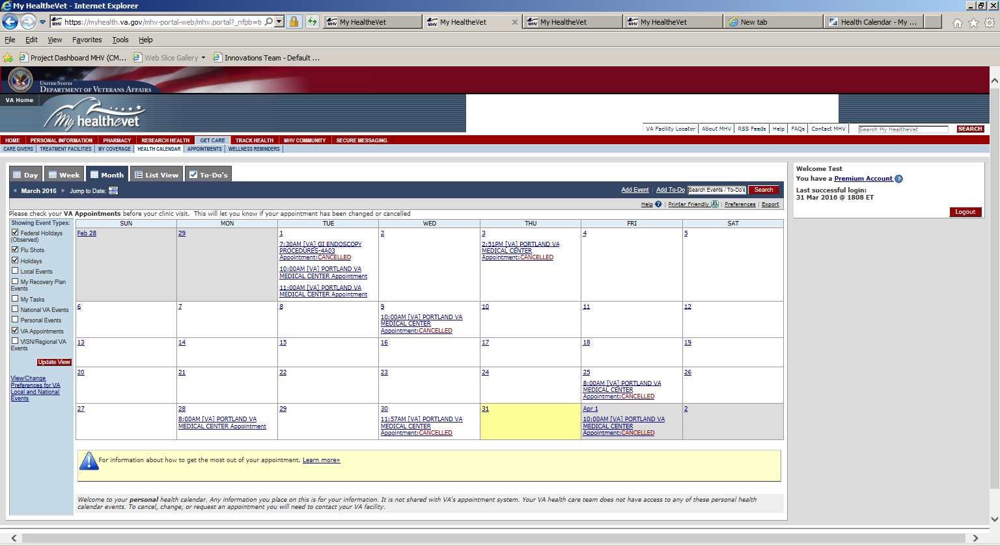 My HealtheVet - Internet Explorer
https://myhealth.va.gov/mhv-portal-web/mhv.portal?_nfpb=t
My HealtheVet
My HealtheVet
My HealtheVet
My HealtheVet
New tab
Health Calendar - My ...
File Edit View Favorites Tools Help
Project Dashboard MHV (CM... Web Slice Gallery Innovations Team - Default ...
UNITED STATES
DEPARTMENT OF VETERANS AFFAIRS
VA Home
My healthevet
VA Facility Locator About MHV RSS Feeds Help FAQs Contact MHV Search My HealtheVet SEARCH
HOME PERSONAL INFORMATION PHARMACY RESEARCH HEALTH GET CARE TRACK HEALTH MHV COMMUNITY SECURE MESSAGING
CARE GIVERS TREATMENT FACILITIES MY COVERAGE HEALTH CALENDAR APPOINTMENTS WELLNESS REMINDERS
Day Week Month List View To-Do's
March 2016 Jump to Date:
Add Event Add To-Do Search Events / To-Do's Search
Help Printer Friendly Preferences Export
Welcome Test
You have a Premium Account P
Last successful login:
31 Mar 2016 @ 1808 ET
Logout
Please check your VA Appointments before your clinic visit. This will let you know if your appointment has been changed or cancelled
Showing Event Types:
Federal Holidays
(Observed)
Flu Shots
Holidays
Local Events
My Recovery Plan
Events
My Tasks
National VA Events
Personal Events
VA Appointments
VISN/Regional VA
Events
Update View
View/Change
Preferences for VA
Local and National
Events
SUN MON TUE WED THU FRI SAT
Feb 28 29 1 2 3 4 5
7:30AM [VA] GI ENDOSCOPY
PROCEDURES-4A03
Appointment:CANCELLED
10:00AM [VA] PORTLAND VA
MEDICAL CENTER Appointment
11:00AM [VA] PORTLAND VA
MEDICAL CENTER Appointment
2:51PM [VA] PORTLAND VA
MEDICAL CENTER
Appointment:CANCELLED
6 7 8 9 10 11 12
10:00AM [VA] PORTLAND VA
MEDICAL CENTER
Appointment:CANCELLED
13 14 15 16 17 18 19
20 21 22 23 24 25 26
8:00AM [VA] PORTLAND VA
MEDICAL CENTER
Appointment:CANCELLED
27 28 29 30 31 Apr 1 2
8:00AM [VA] PORTLAND VA
MEDICAL CENTER Appointment
11:57AM [VA] PORTLAND VA
MEDICAL CENTER
Appointment:CANCELLED
10:00AM [VA] PORTLAND VA
MEDICAL CENTER
Appointment:CANCELLED
For information about how to get the most out of your appointment, Learn more»
Welcome to your personal health calendar. Any information you place on this is for your information. It is not shared with VA's appointment system. Your VA health care team does not have access to any of these personal health
calendar events. To cancel, change, or request an appointment you will need to contact your VA facility.